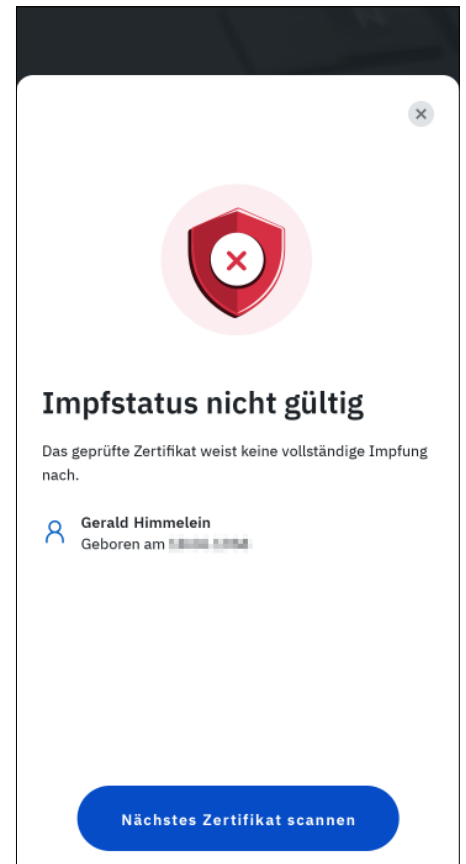 Impfstatus nicht gültig
Das geprüfte Zertifikat weist keine vollständige Impfung
nach.
Gerald Himmelein
Geboren am
Nächstes Zertifikat scannen